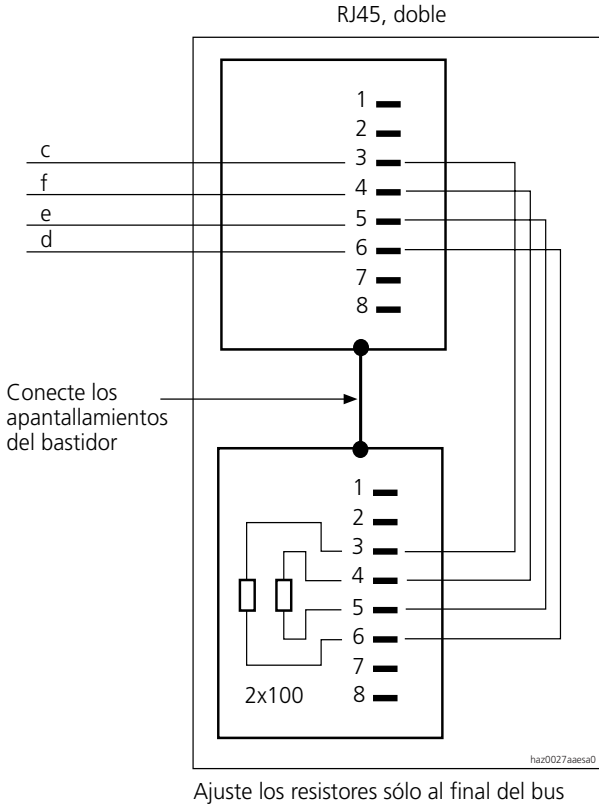 RJ45, doble
1
2
c 3
f 4
e 5
d 6
7
8
Conecte los
apantallamientos
del bastidor
1
2
3
4
5
6
7
2x100 8
haz0027aaesa0
Ajuste los resistores sólo al final del bus